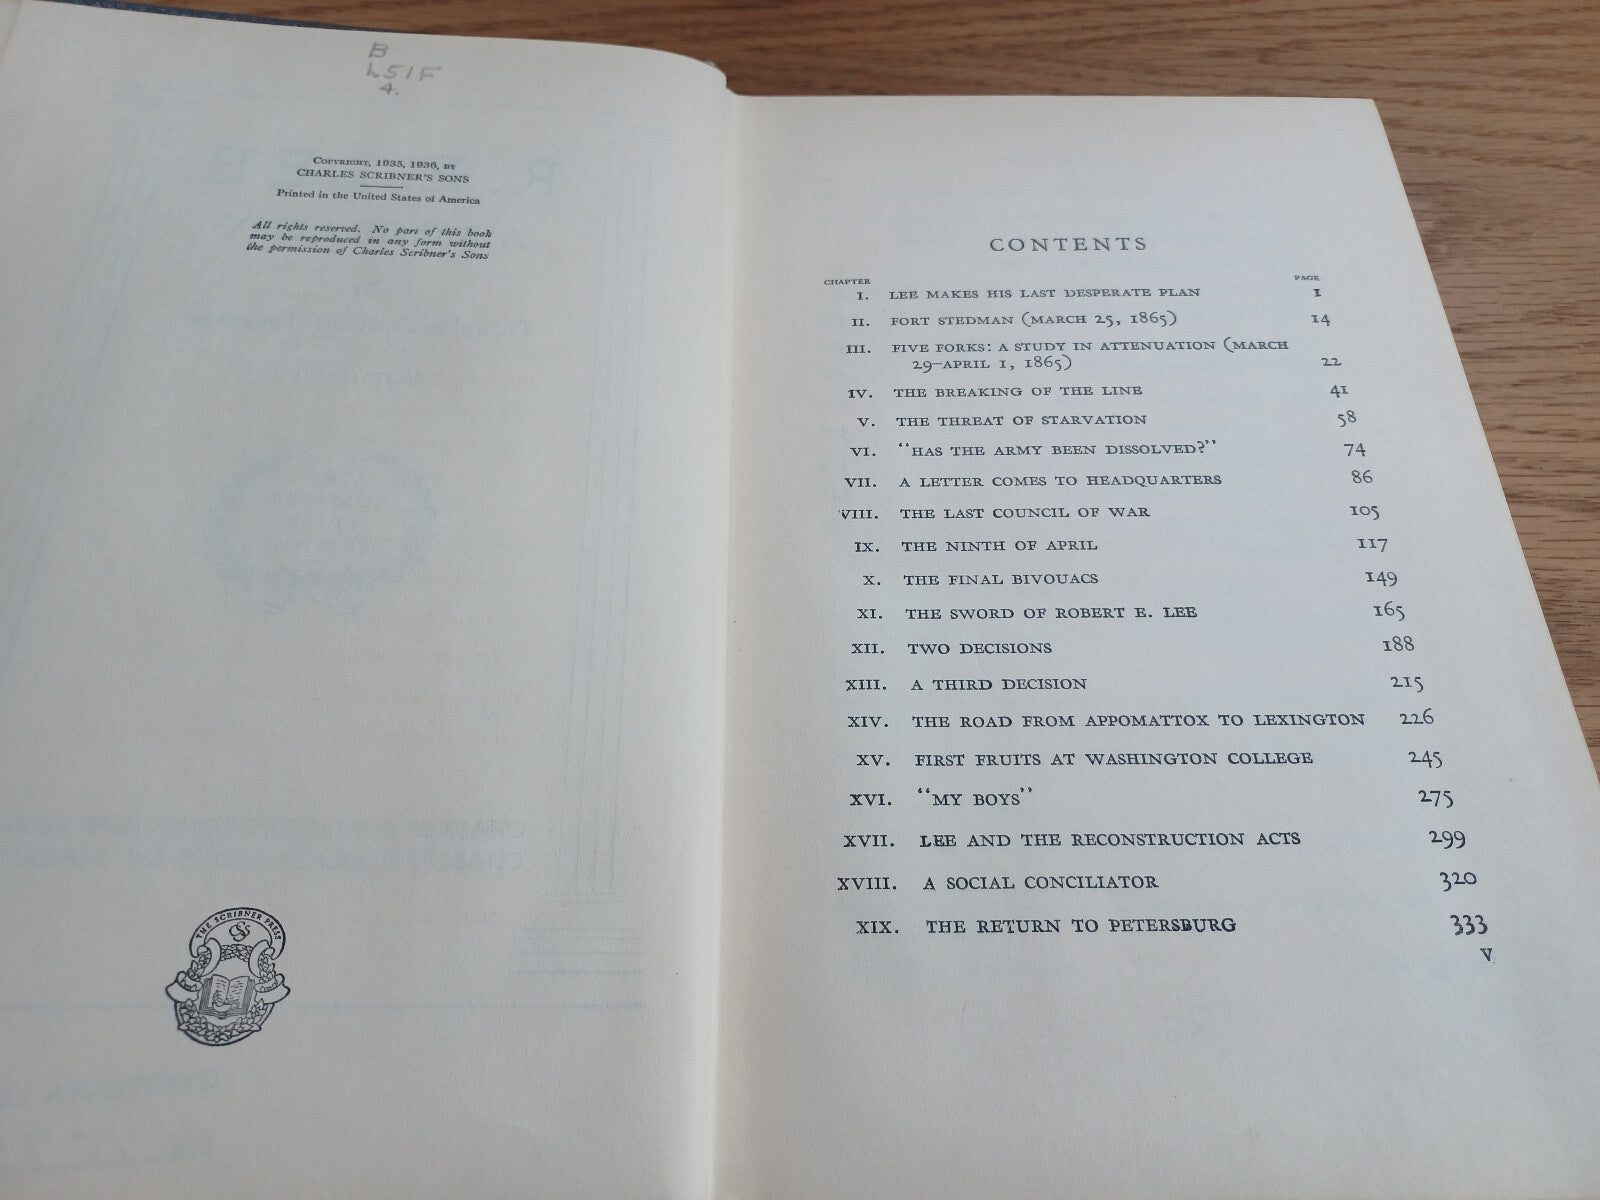 B
L51F
4.
COPYRIGHT, 1935, 1936, BY
CHARLES SCRIBNER'S SONS
Printed in the United States of America
All rights reserved. No part of this book
may be reproduced in any form without
the permission of Charles Scribner's Sons
THE SCRIBNER PRESS
CONTENTS
CHAPTER PAGE
I. LEE MAKES HIS LAST DESPERATE PLAN 1
II. FORT STEDMAN (MARCH 25, 1865) 14
III. FIVE FORKS: A STUDY IN ATTENUATION (MARCH
29–APRIL 1, 1865) 22
IV. THE BREAKING OF THE LINE 41
V. THE THREAT OF STARVATION 58
VI. "HAS THE ARMY BEEN DISSOLVED?" 74
VII. A LETTER COMES TO HEADQUARTERS 86
VIII. THE LAST COUNCIL OF WAR 105
IX. THE NINTH OF APRIL 117
X. THE FINAL BIVOUACS 149
XI. THE SWORD OF ROBERT E. LEE 165
XII. TWO DECISIONS 188
XIII. A THIRD DECISION 215
XIV. THE ROAD FROM APPOMATTOX TO LEXINGTON 226
XV. FIRST FRUITS AT WASHINGTON COLLEGE 245
XVI. "MY BOYS" 275
XVII. LEE AND THE RECONSTRUCTION ACTS 299
XVIII. A SOCIAL CONCILIATOR 320
XIX. THE RETURN TO PETERSBURG 333
V